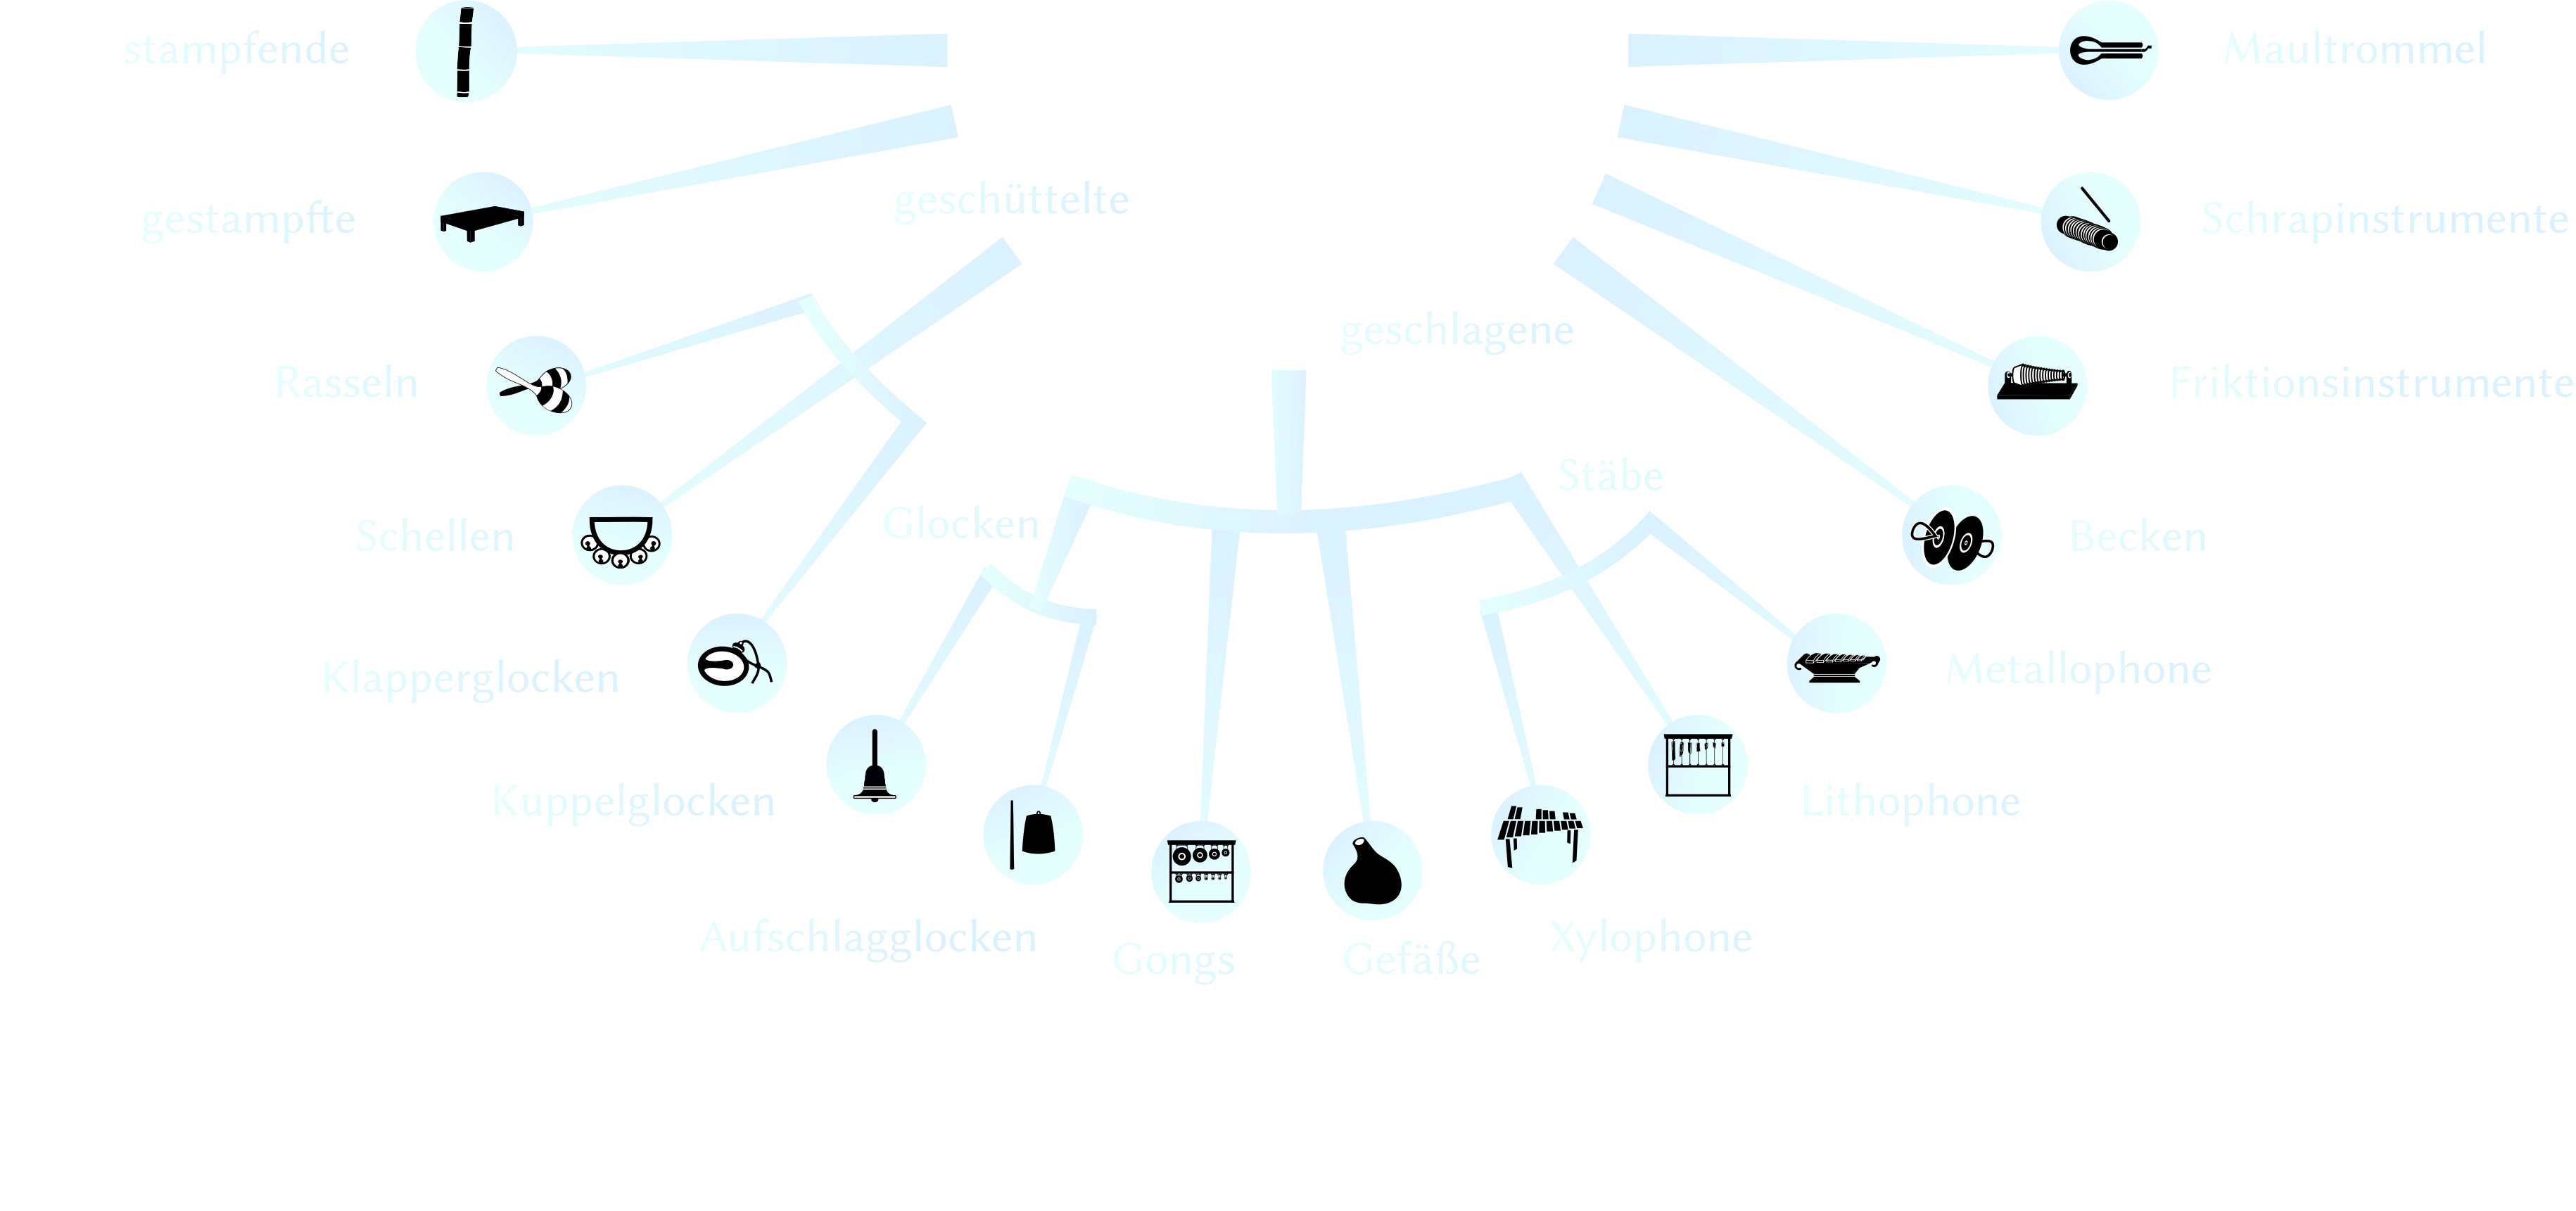 stampfende
Maultrommel
geschüttelte
gestampfte
Schrapinstrumente
geschlagene
Rasseln
Friktionsinstrumente
Stäbe
Glocken
Schellen
Becken
Klapperglocken
Metallophone
Kuppelglocken
Lithophone
Aufschlagglocken
Gongs
Gefäße
Xylophone